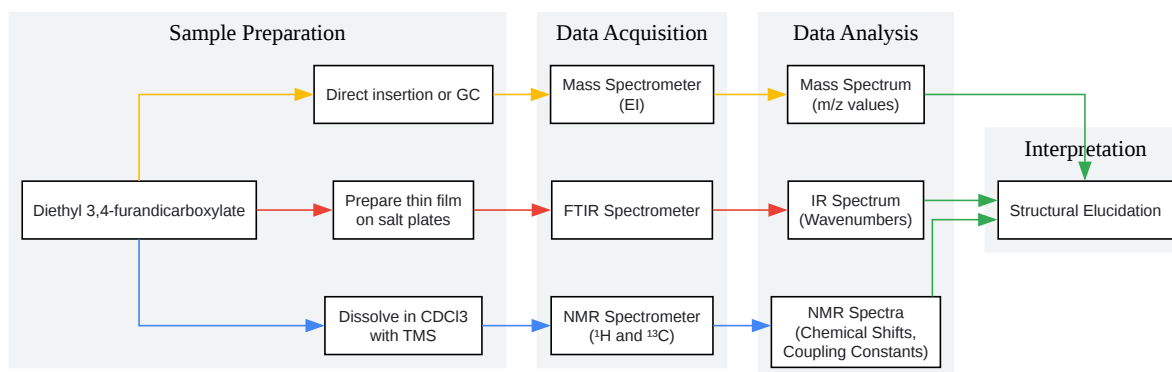 Sample Preparation
Data Acquisition
Data Analysis
Direct insertion or GC
Mass Spectrometer
(EI)
Mass Spectrum
(m/z values)
Interpretation
Diethyl 3,4-furandicarboxylate
Prepare thin film
on salt plates
FTIR Spectrometer
IR Spectrum
(Wavenumbers)
Structural Elucidation
Dissolve in CDCl3
with TMS
NMR Spectrometer
(¹H and ¹³C)
NMR Spectra
(Chemical Shifts,
Coupling Constants)